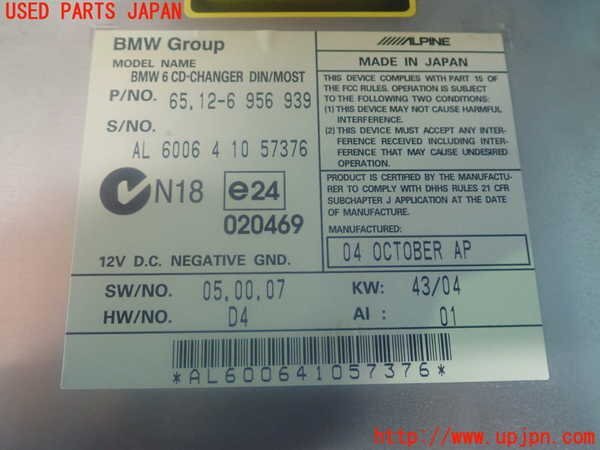 USED PARTS JAPAN
BMW Group
MODEL NAME
BMW 6 CD-CHANGER DIN/MOST
P/NO. 65.12-6 956 939
S/NO.
AL 6006 4 10 57376
N18 e24
020469
12V D.C. NEGATIVE GND.
ALPINE
MADE IN JAPAN
THIS DEVICE COMPLIES WITH PART 15 OF
THE FCC RULES. OPERATION IS SUBJECT
TO THE FOLLOWING TWO CONDITIONS:
(1) THIS DEVICE MAY NOT CAUSE HARMFUL
INTERFERENCE.
(2) THIS DEVICE MUST ACCEPT ANY INTER-
FERENCE RECEIVED INCLUDING INTER-
FERENCE THAT MAY CAUSE UNDESIRED
OPERATION.
PRODUCT IS CERTIFIED BY THE MANUFACTU-
RER TO COMPLY WITH DHHS RULES 21 CFR
SUBCHAPTER J APPLICATION AT THE DATE OF
MANUFACTURE.
MANUFACTURED:
04 OCTOBER AP
SW/NO. 05.00.07 KW: 43/04
HW/NO. D4 AI: 01
*AL600641057376*
http://www.upjpn.com/